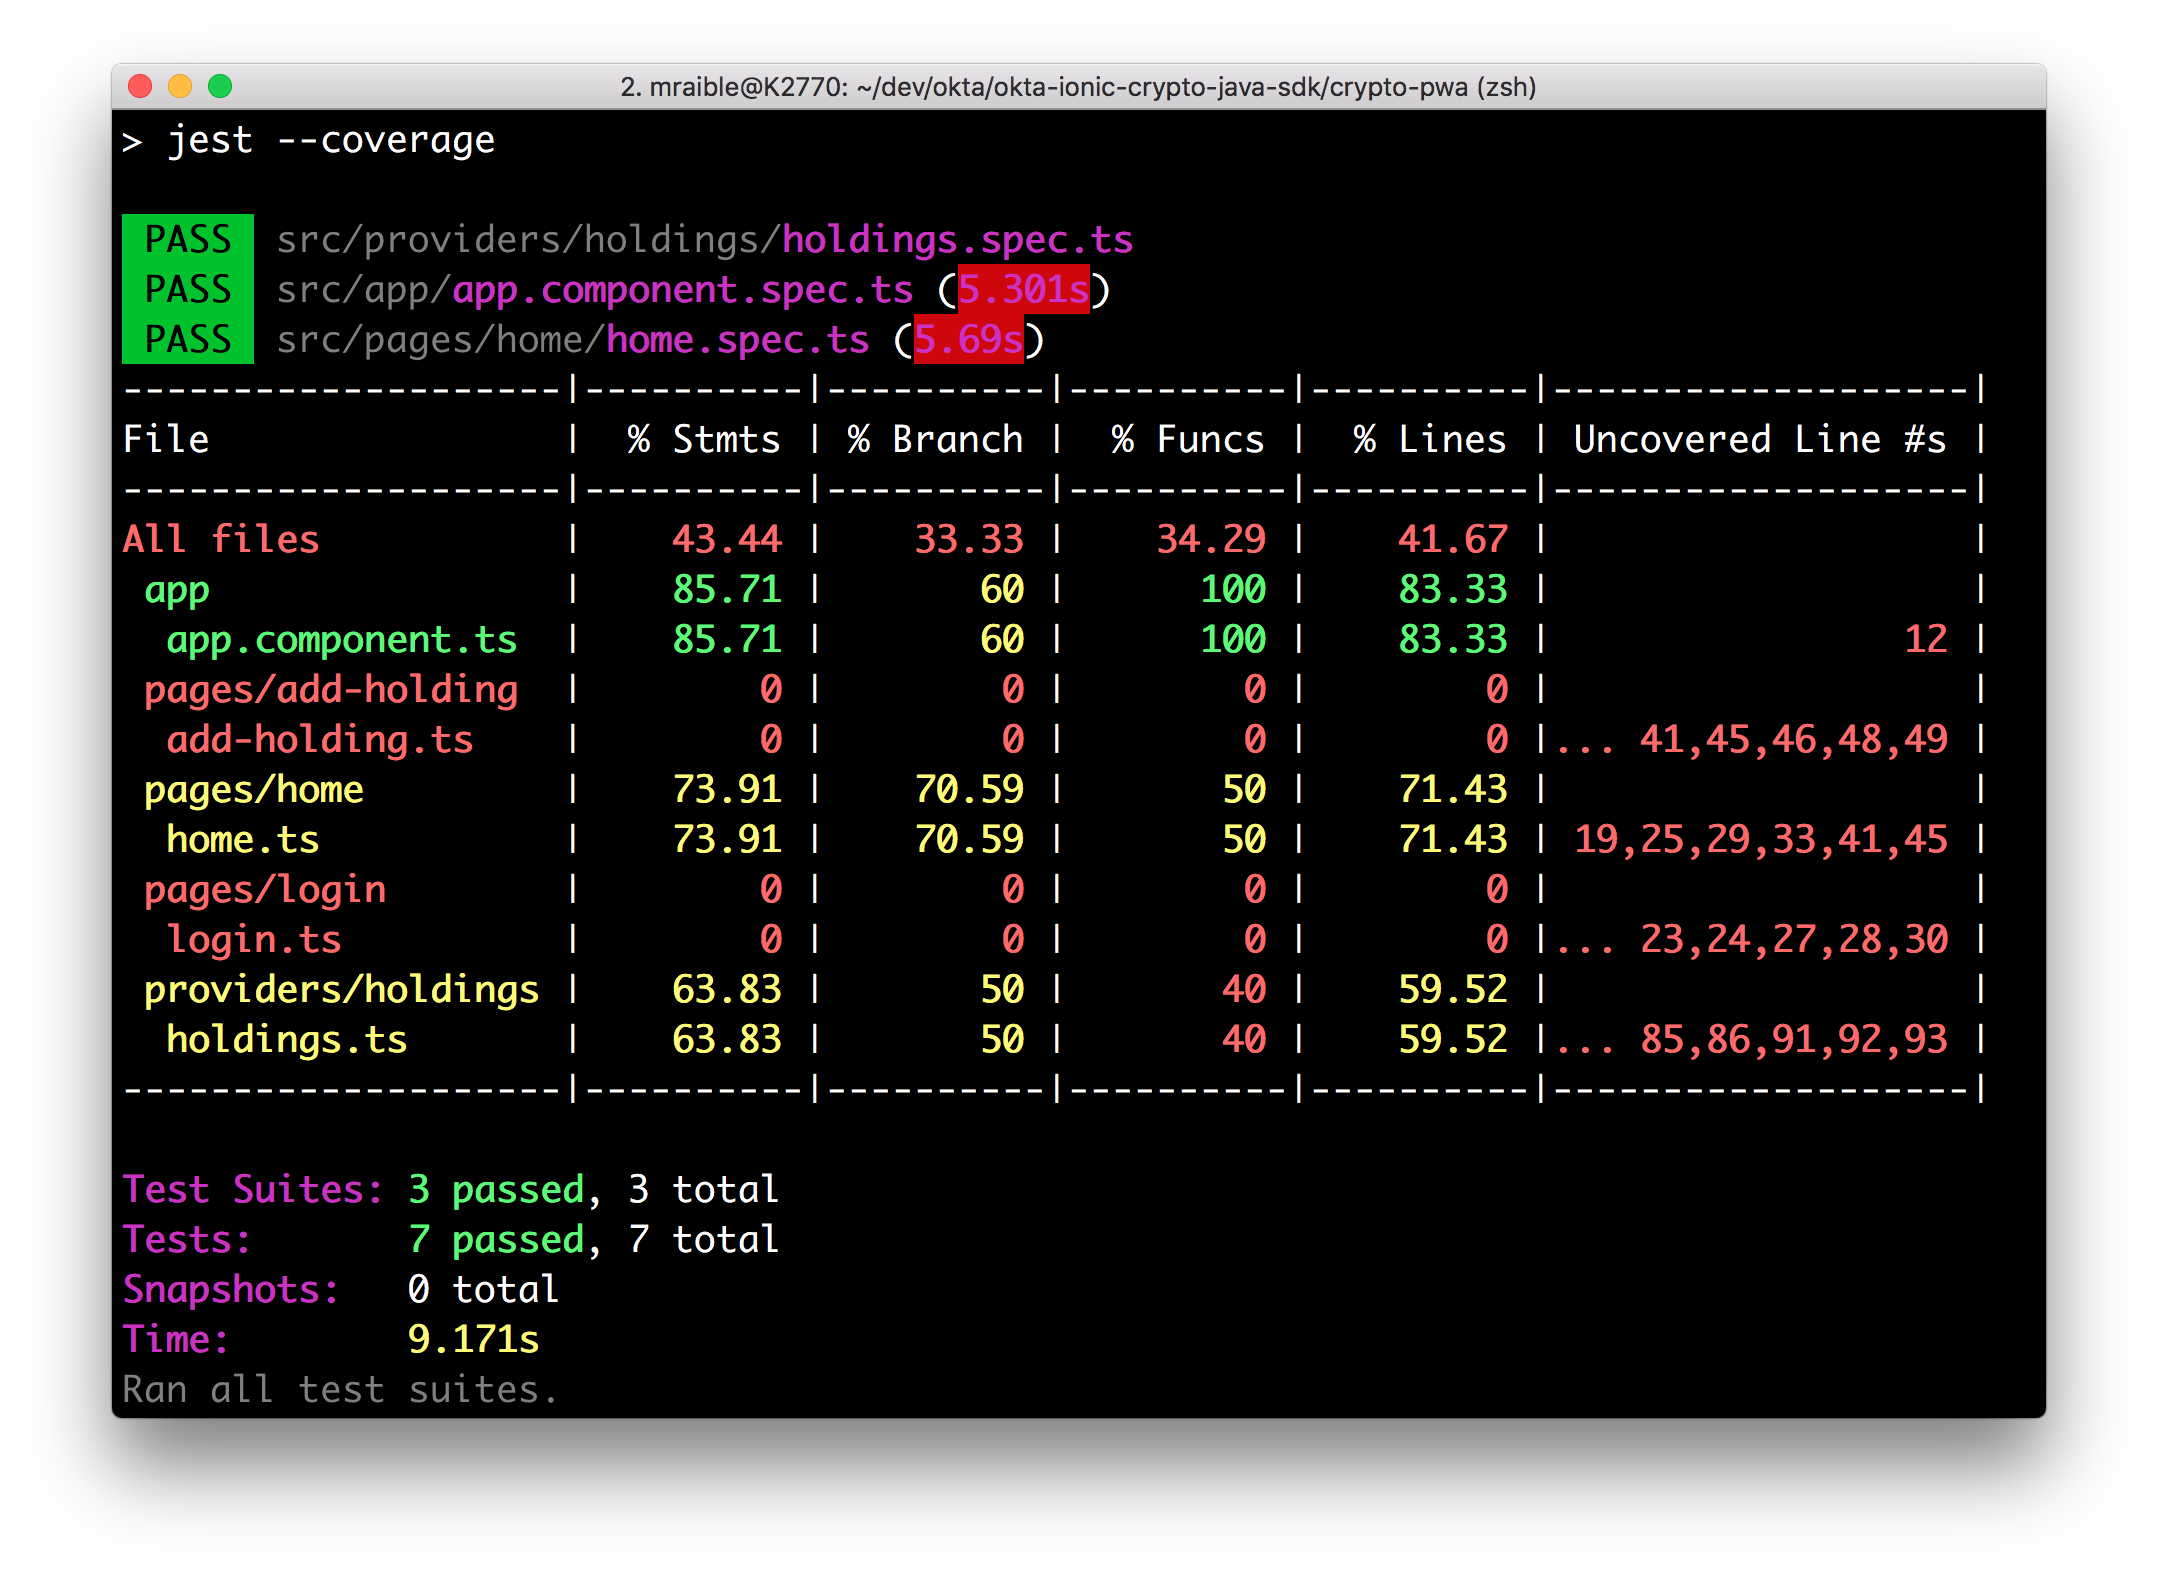 2. mraible@K2770: ~/dev/okta/okta-ionic-crypto-java-sdk/crypto-pwa (zsh)
> jest --coverage
PASS src/providers/holdings/holdings.spec.ts
PASS src/app/app.component.spec.ts (5.301s)
PASS src/pages/home/home.spec.ts (5.69s)
--------------------|----------|----------|----------|----------|-------------------|
File                |  % Stmts | % Branch |  % Funcs |  % Lines | Uncovered Line #s |
--------------------|----------|----------|----------|----------|-------------------|
All files           |    43.44 |    33.33 |    34.29 |    41.67 |                   |
 app                |    85.71 |       60 |      100 |    83.33 |                   |
  app.component.ts  |    85.71 |       60 |      100 |    83.33 |                12 |
 pages/add-holding  |        0 |        0 |        0 |        0 |                   |
  add-holding.ts    |        0 |        0 |        0 |        0 |... 41,45,46,48,49 |
 pages/home         |    73.91 |    70.59 |       50 |    71.43 |                   |
  home.ts           |    73.91 |    70.59 |       50 |    71.43 | 19,25,29,33,41,45 |
 pages/login        |        0 |        0 |        0 |        0 |                   |
  login.ts          |        0 |        0 |        0 |        0 |... 23,24,27,28,30 |
 providers/holdings |    63.83 |       50 |       40 |    59.52 |                   |
  holdings.ts       |    63.83 |       50 |       40 |    59.52 |... 85,86,91,92,93 |
--------------------|----------|----------|----------|----------|-------------------|
Test Suites: 3 passed, 3 total
Tests:       7 passed, 7 total
Snapshots:   0 total
Time:        9.171s
Ran all test suites.